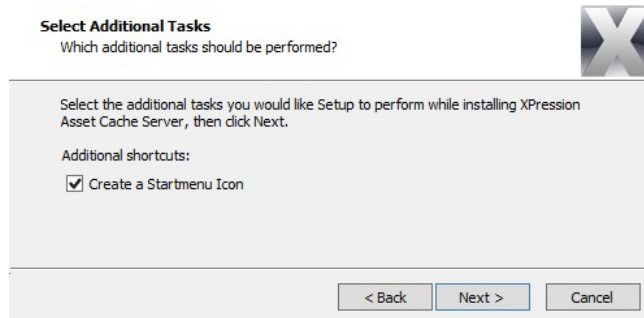 Select Additional Tasks
Which additional tasks should be performed?
X
Select the additional tasks you would like Setup to perform while installing XPression
Asset Cache Server, then click Next.
Additional shortcuts:
Create a Startmenu Icon
< Back Next > Cancel